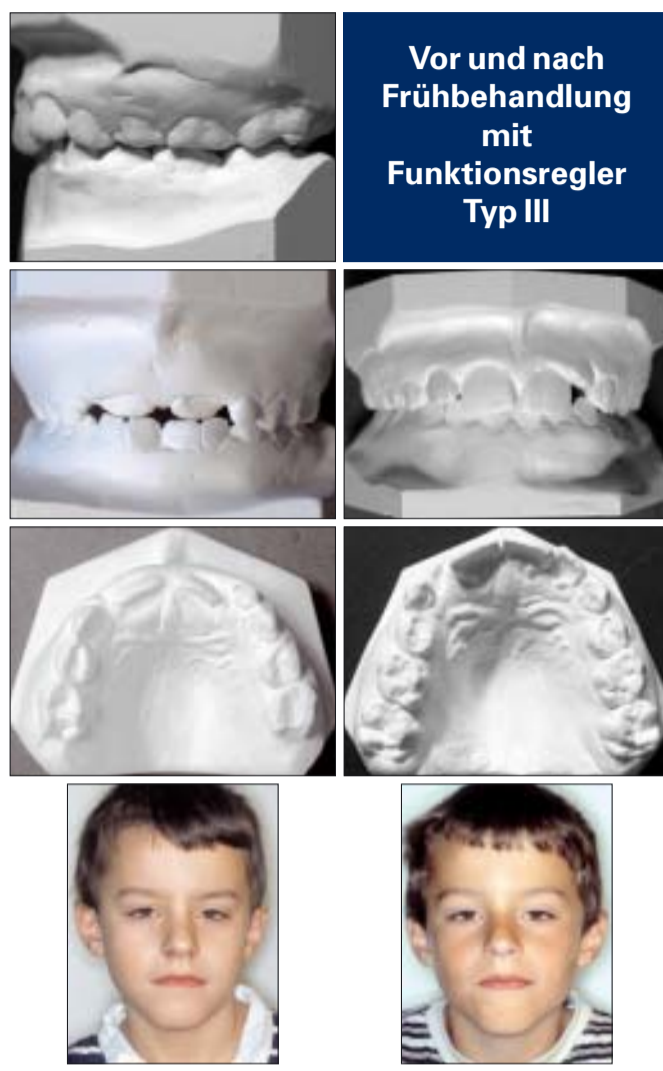 Vor und nach
Frühbehandlung
mit
Funktionsregler
Typ III